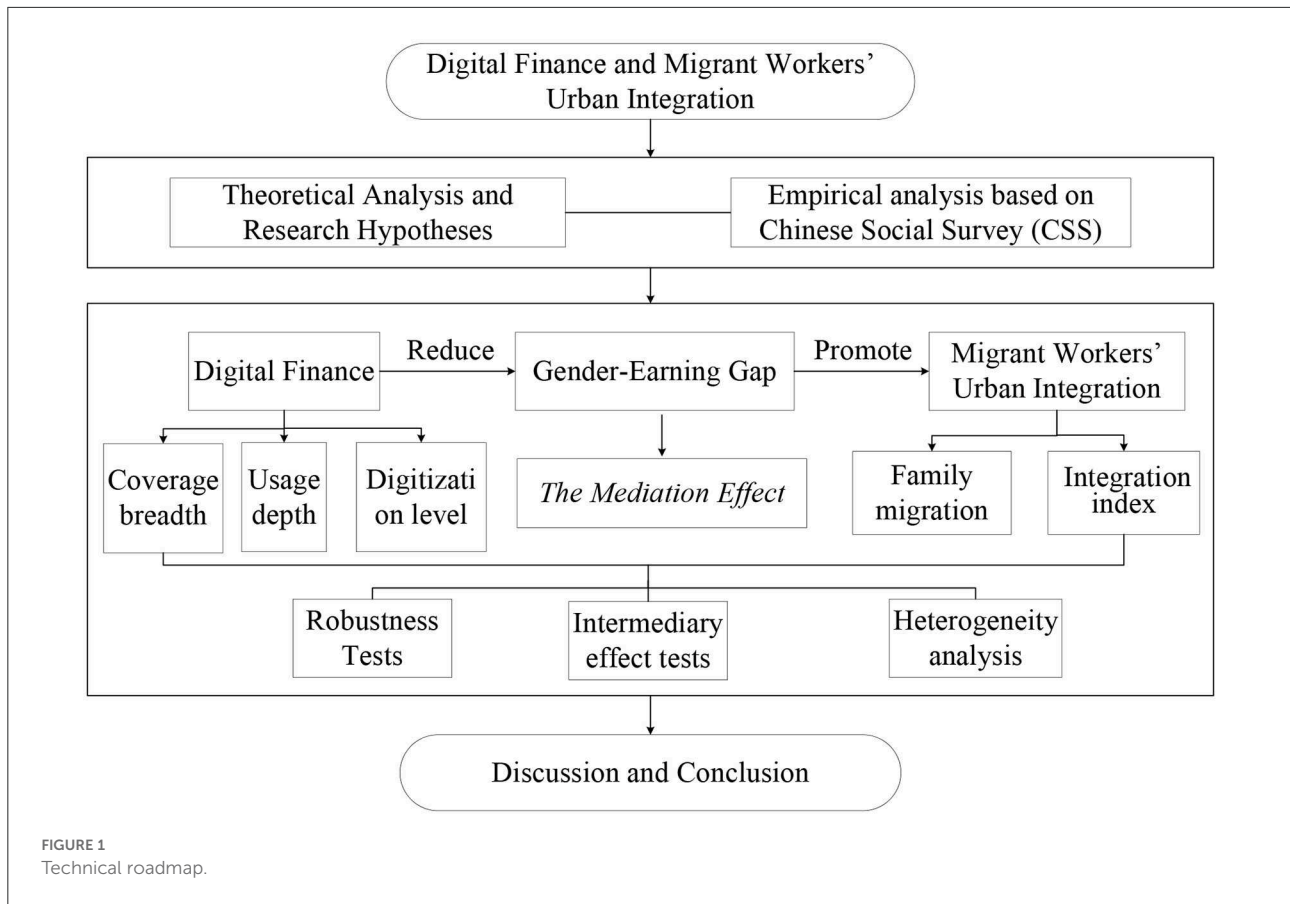 Digital Finance and Migrant Workers'
Urban Integration
Theoretical Analysis and
Research Hypotheses
Empirical analysis based on
Chinese Social Survey (CSS)
Digital Finance
Reduce
Gender-Earning Gap
Promote
Migrant Workers'
Urban Integration
Coverage
breadth
Usage
depth
Digitizati
on level
The Mediation Effect
Family
migration
Integration
index
Robustness
Tests
Intermediary
effect tests
Heterogeneity
analysis
Discussion and Conclusion
FIGURE 1
Technical roadmap.